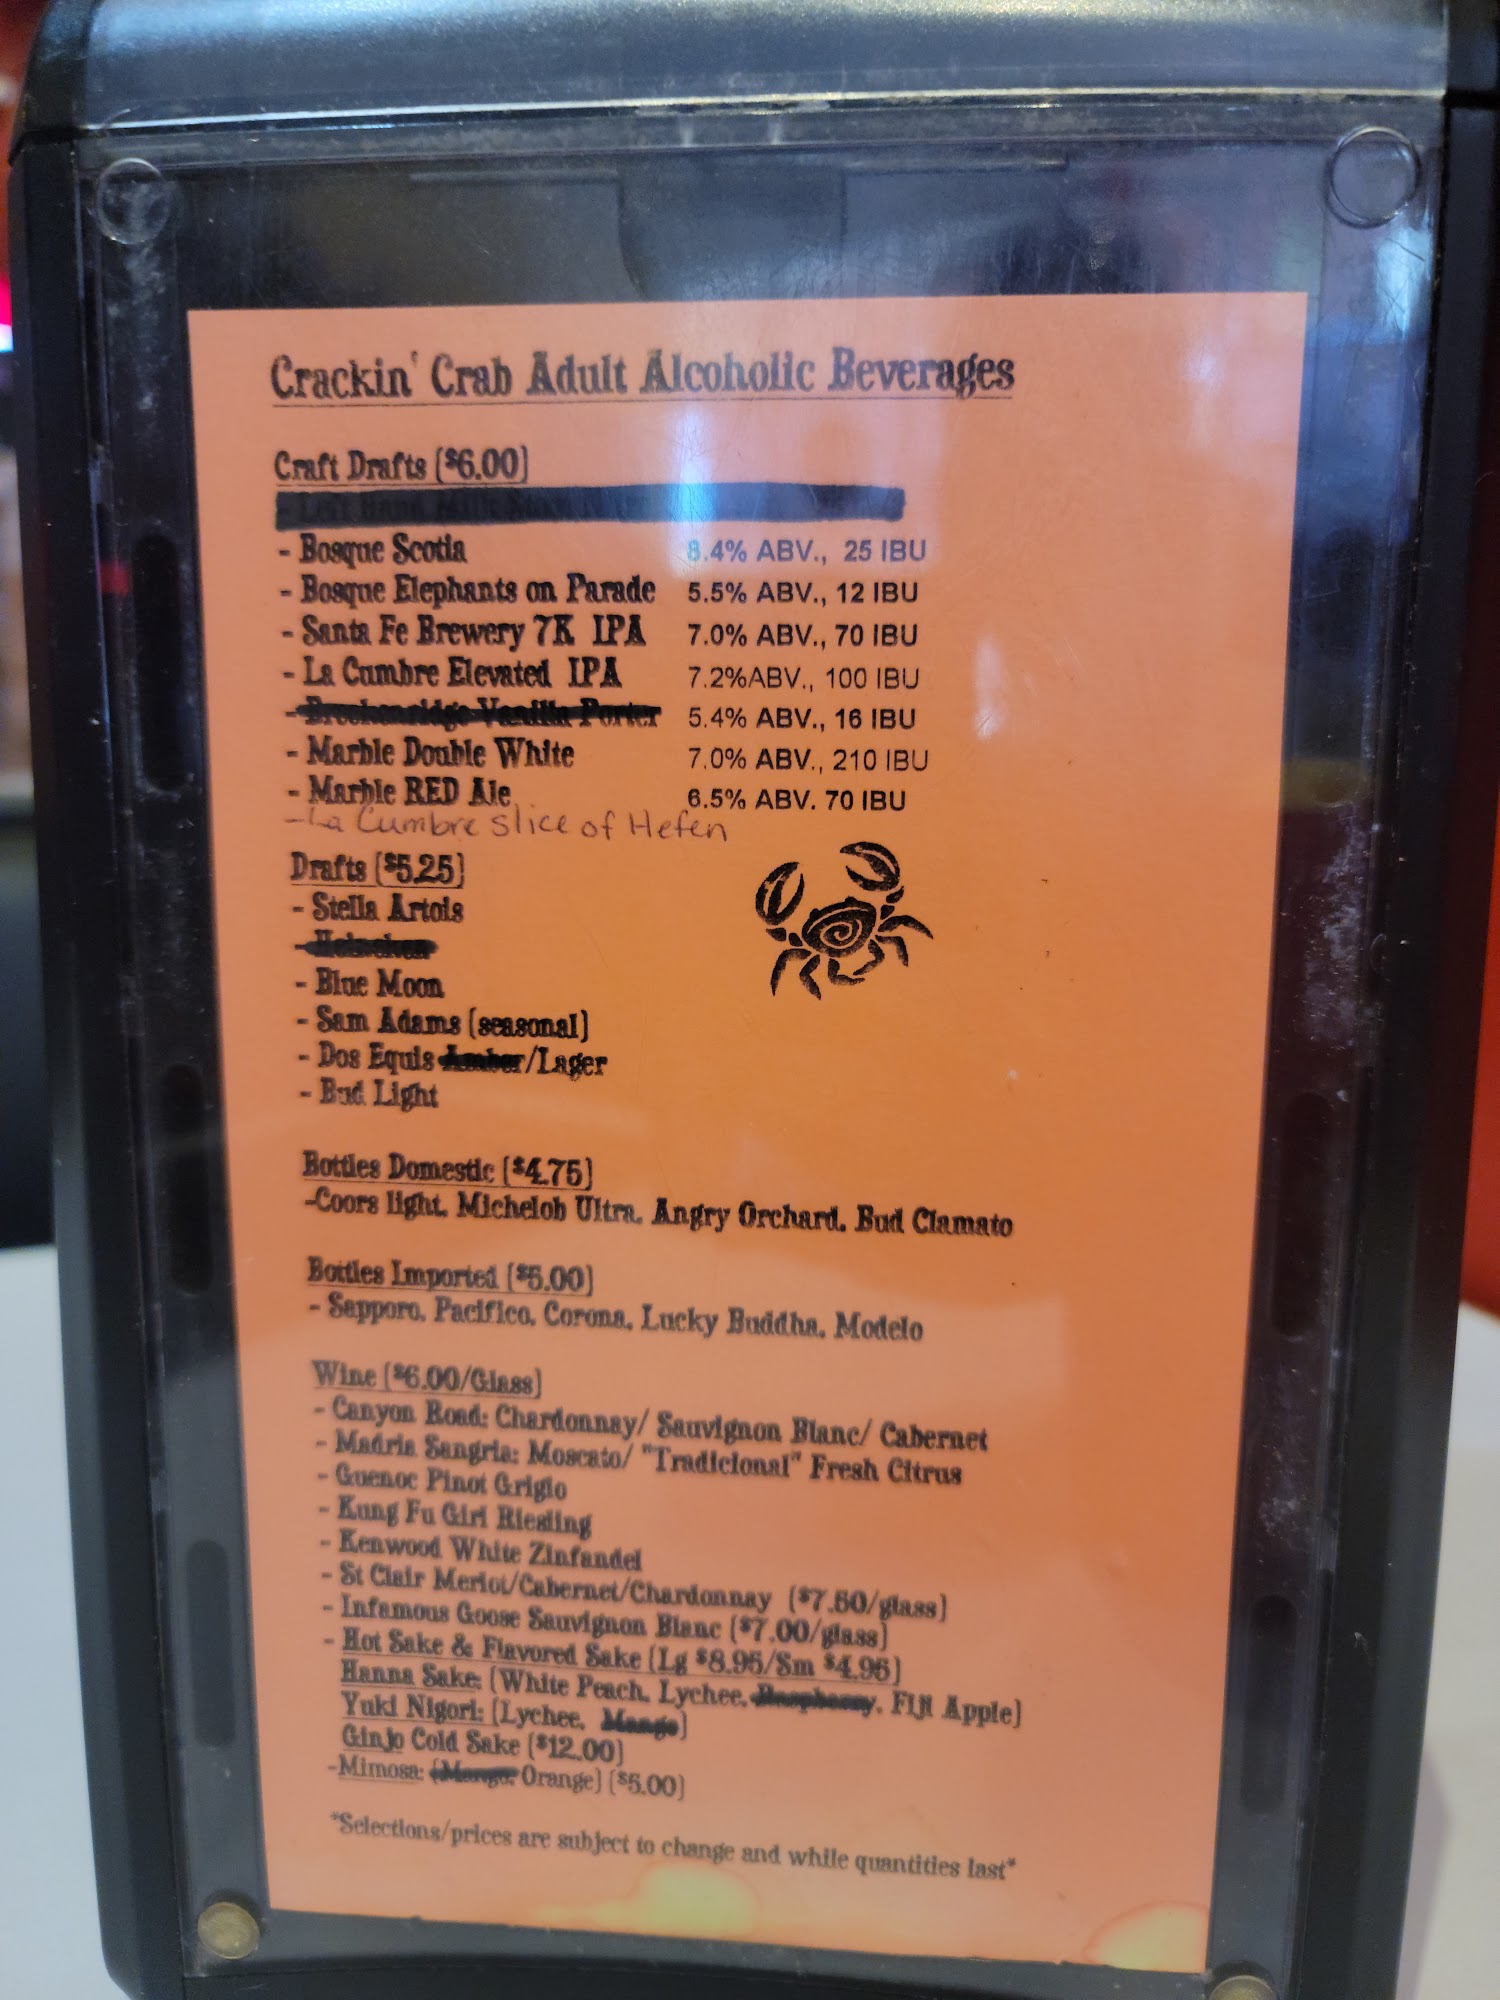 Crackin' Crab Adult Alcoholic Beverages
Craft Drafts ($6.00)
- Left Hand Milk
- Bosque Scotia 8.4% ABV., 25 IBU
- Bosque Elephants on Parade 5.5% ABV., 12 IBU
- Santa Fe Brewery 7K IPA 7.0% ABV., 70 IBU
- La Cumbre Elevated IPA 7.2%ABV., 100 IBU
- Breckenridge Vanilla Porter 5.4% ABV., 16 IBU
- Marble Double White 7.0% ABV., 210 IBU
- Marble RED Ale 6.5% ABV. 70 IBU
- La Cumbre slice of Hefen
Drafts ($5.25)
- Stella Artois
- Heineken
- Blue Moon
- Sam Adams (seasonal)
- Dos Equis Amber/Lager
- Bud Light
Bottles Domestic ($4.75)
-Coors light, Michelob Ultra, Angry Orchard, Bud Clamato
Bottles Imported ($5.00)
- Sapporo, Pacifico, Corona, Lucky Buddha, Modelo
Wine ($6.00/Glass)
- Canyon Road: Chardonnay/ Sauvignon Blanc/ Cabernet
- Madria Sangria: Moscato/ "Tradicional" Fresh Citrus
- Guenoc Pinot Grigio
- Kung Fu Girl Riesling
- Kenwood White Zinfandel
- St Clair Merlot/Cabernet/Chardonnay ($7.50/glass)
- Infamous Goose Sauvignon Blanc ($7.00/glass)
- Hot Sake & Flavored Sake (Lg $8.95/Sm $4.95)
Hanna Sake: (White Peach, Lychee, Raspberry, Fiji Apple)
Yuki Nigori: (Lychee, Mango)
Ginjo Cold Sake ($12.00)
-Mimosa: (Mango, Orange) ($5.00)
*Selections/prices are subject to change and while quantities last*